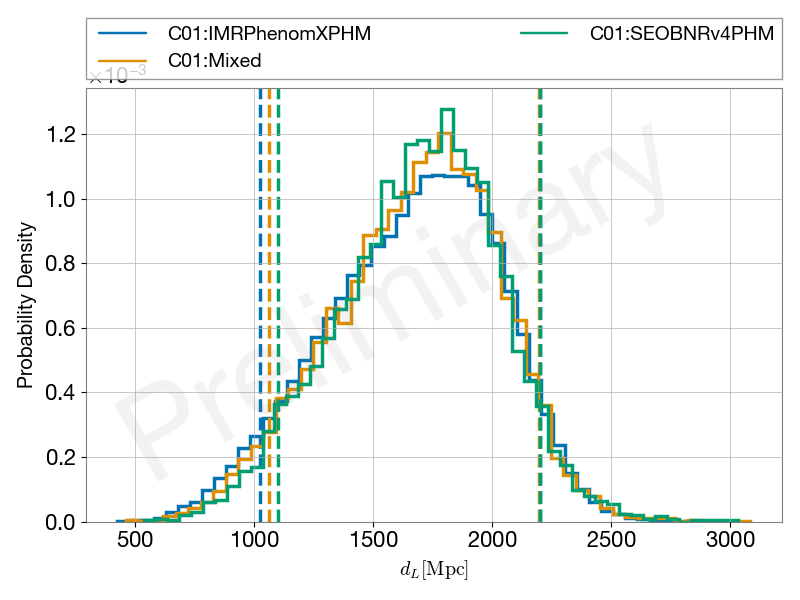 C01:IMRPhenomXPHM
C01:SEOBNRv4PHM
C01:Mixed
×10⁻³
1.2
1.0
0.8
0.6
0.4
0.2
0.0
Probability Density
Preliminary
500 1000 1500 2000 2500 3000
d_L[Mpc]